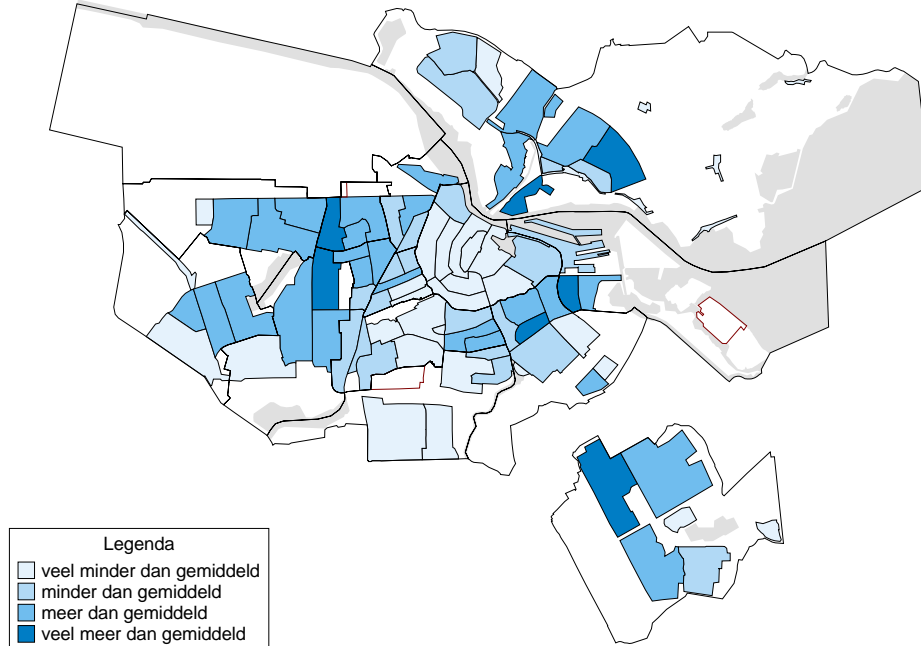 Legenda
veel minder dan gemiddeld
minder dan gemiddeld
meer dan gemiddeld
veel meer dan gemiddeld